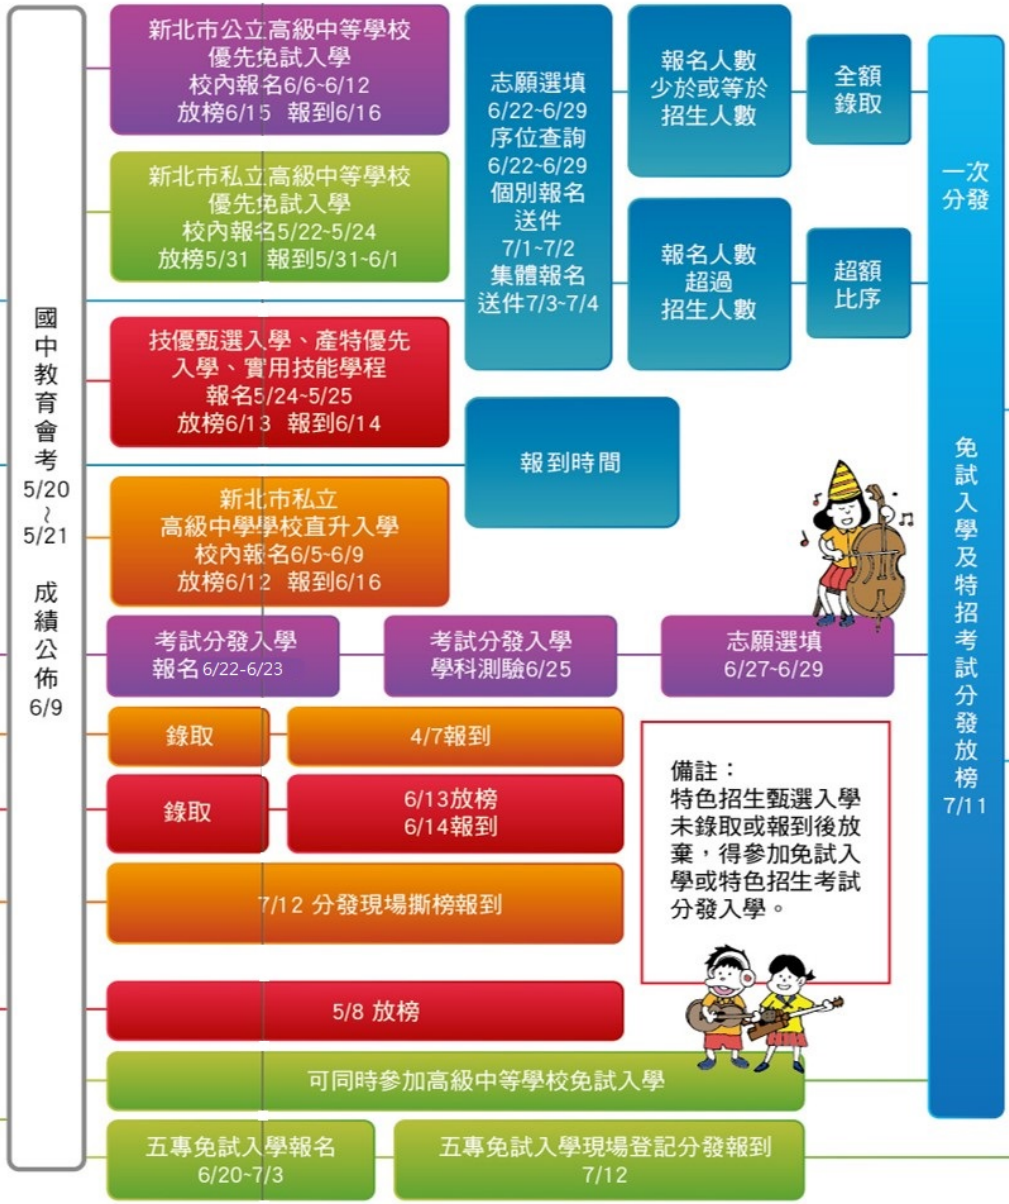 國中教育會考
5/20
~
5/21
成績公佈
6/9
新北市公立高級中等學校
優先免試入學
校內報名6/6~6/12
放榜6/15 報到6/16
新北市私立高級中等學校
優先免試入學
校內報名5/22~5/24
放榜5/31 報到5/31~6/1
技優甄選入學、產特優先
入學、實用技能學程
報名5/24~5/25
放榜6/13 報到6/14
新北市私立
高級中學學校直升入學
校內報名6/5~6/9
放榜6/12 報到6/16
志願選填
6/22~6/29
序位查詢
6/22~6/29
個別報名
送件
7/1~7/2
集體報名
送件7/3~7/4
報名人數
少於或等於
招生人數
全額
錄取
報名人數
超過
招生人數
超額
比序
報到時間
一次
分發
免試入學及特招考試分發放榜
7/11
考試分發入學
報名6/22-6/23
考試分發入學
學科測驗6/25
志願選填
6/27~6/29
錄取
4/7報到
錄取
6/13放榜
6/14報到
7/12 分發現場撕榜報到
5/8 放榜
備註：
特色招生甄選入學
未錄取或報到後放
棄，得參加免試入
學或特色招生考試
分發入學。
可同時參加高級中等學校免試入學
五專免試入學報名
6/20~7/3
五專免試入學現場登記分發報到
7/12